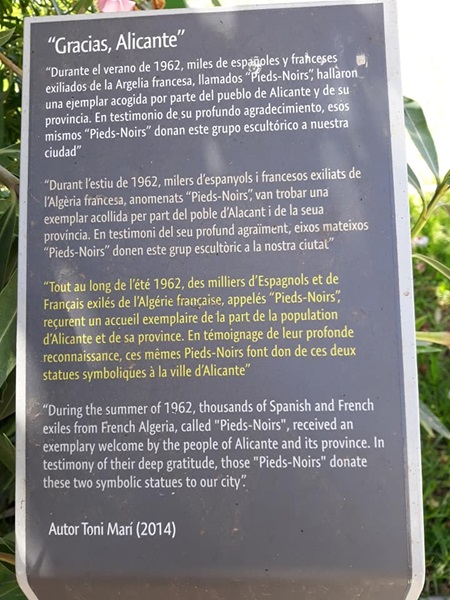 “Gracias, Alicante”
“Durante el verano de 1962, miles de españoles y franceses
exiliados de la Argelia francesa, llamados “Pieds-Noirs”, hallaron
una ejemplar acogida por parte del pueblo de Alicante y de su
provincia. En testimonio de su profundo agradecimiento, esos
mismos “Pieds-Noirs” donan este grupo escultórico a nuestra
ciudad”
“Durant l’estiu de 1962, milers d’espanyols i francesos exiliats de
l’Algèria francesa, anomenats “Pieds-Noirs”, van trobar una
exemplar acollida per part del poble d’Alacant i de la seua
província. En testimoni del seu profund agraïment, eixos mateixos
“Pieds-Noirs” donen este grup escultòric a la nostra ciutat”
“Tout au long de l’été 1962, des milliers d’Espagnols et de
Français exilés de l’Algérie française, appelés “Pieds-Noirs”,
reçurent un accueil exemplaire de la part de la population
d’Alicante et de sa province. En témoignage de leur profonde
reconnaissance, ces mêmes Pieds-Noirs font don de ces deux
statues symboliques à la ville d’Alicante”
“During the summer of 1962, thousands of Spanish and French
exiles from French Algeria, called "Pieds-Noirs", received an
exemplary welcome by the people of Alicante and its province. In
testimony of their deep gratitude, those "Pieds-Noirs" donate
these two symbolic statues to our city”.
Autor Toni Marí (2014)